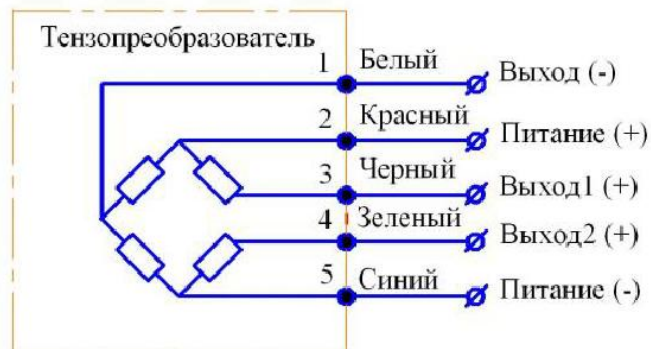 Тензопреобразователь
1 Белый Выход (-)
2 Красный Питание (+)
3 Черный Выход1 (+)
4 Зеленый Выход2 (+)
5 Синий Питание (-)